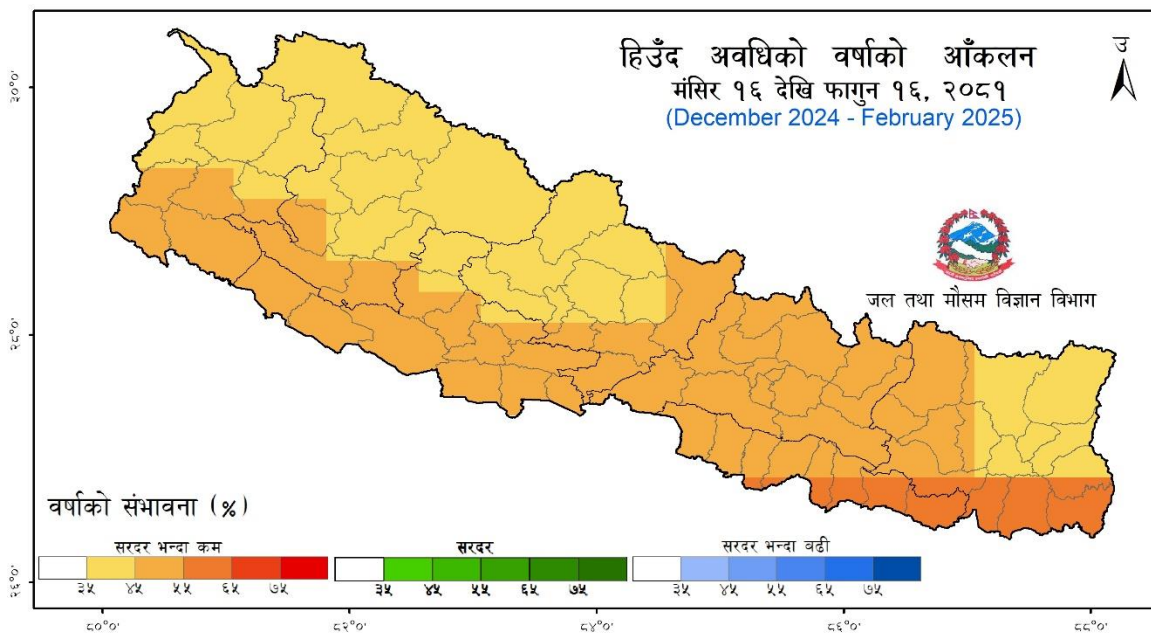 हिउँद अवधिको वर्षाको आँकलन
मंसिर १६ देखि फागुन १६, २०८१
(December 2024 - February 2025)
उ
जल तथा मौसम विज्ञान विभाग
वर्षाको संभावना (%)
सरदर भन्दा कम
३५ ४५ ५५ ६५ ७५
सरदर
३५ ४५ ५५ ६५ ७५
सरदर भन्दा बढी
३५ ४५ ५५ ६५ ७५
३०°०'
२८°०'
२६°०'
८०°०' ८२°०' ८४°०' ८६°०' ८८°०'